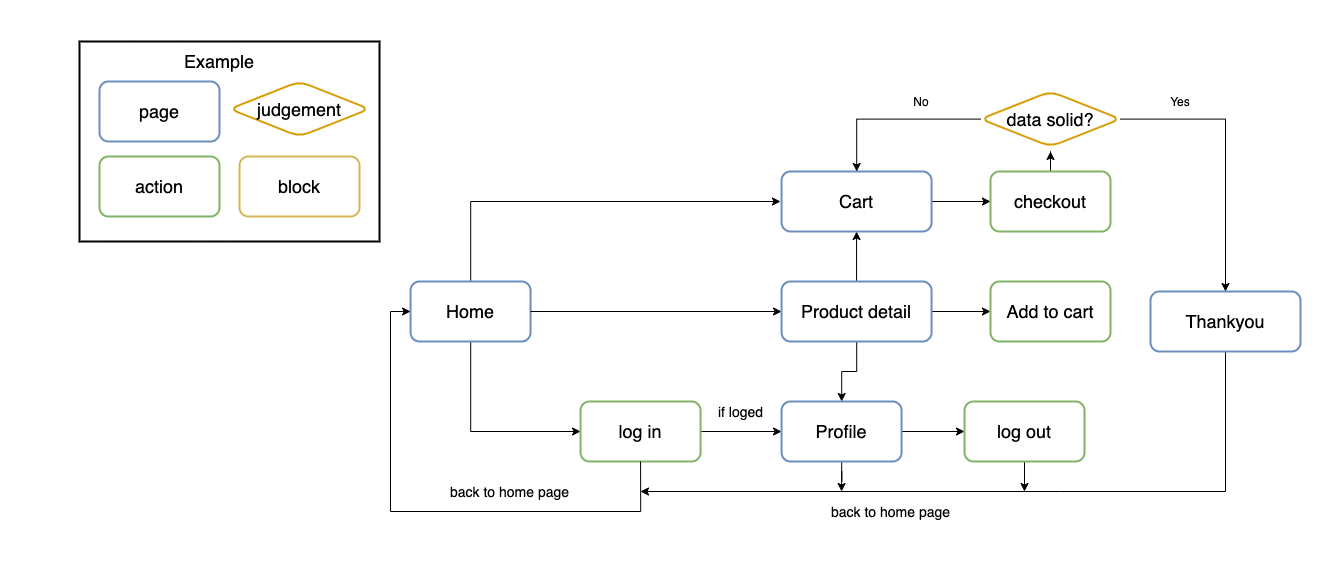 Example
page
judgement
action
block
No
data solid?
Yes
Cart
checkout
Home
Product detail
Add to cart
Thankyou
log in
if loged
Profile
log out
back to home page
back to home page